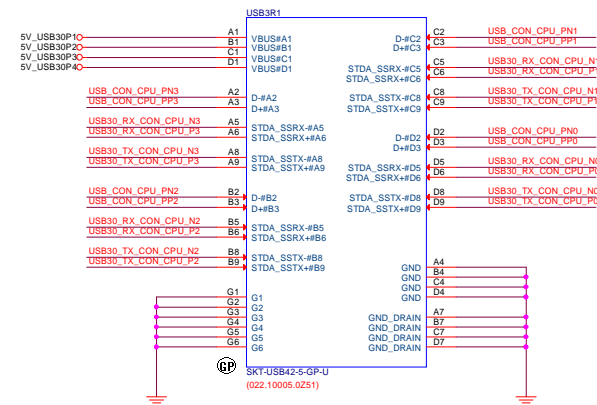 USB3R1
5V_USB30P1 A1 VBUS#A1
5V_USB30P2 B1 VBUS#B1
5V_USB30P3 C1 VBUS#C1
5V_USB30P4 D1 VBUS#D1
USB_CON_CPU_PN3 A2 D-#A2
USB_CON_CPU_PP3 A3 D+#A3
USB30_RX_CON_CPU_N3 A5 STDA_SSRX-#A5
USB30_RX_CON_CPU_P3 A6 STDA_SSRX+#A6
USB30_TX_CON_CPU_N3 A8 STDA_SSTX-#A8
USB30_TX_CON_CPU_P3 A9 STDA_SSTX+#A9
USB_CON_CPU_PN2 B2 D-#B2
USB_CON_CPU_PP2 B3 D+#B3
USB30_RX_CON_CPU_N2 B5 STDA_SSRX-#B5
USB30_RX_CON_CPU_P2 B6 STDA_SSRX+#B6
USB30_TX_CON_CPU_N2 B8 STDA_SSTX-#B8
USB30_TX_CON_CPU_P2 B9 STDA_SSTX+#B9
G1 G1
G2 G2
G3 G3
G4 G4
G5 G5
G6 G6
D-#C2 C2 USB_CON_CPU_PN1
D+#C3 C3 USB_CON_CPU_PP1
STDA_SSRX-#C5 C5 USB30_RX_CON_CPU_N1
STDA_SSRX+#C6 C6 USB30_RX_CON_CPU_P1
STDA_SSTX-#C8 C8 USB30_TX_CON_CPU_N1
STDA_SSTX+#C9 C9 USB30_TX_CON_CPU_P1
D-#D2 D2 USB_CON_CPU_PN0
D+#D3 D3 USB_CON_CPU_PP0
STDA_SSRX-#D5 D5 USB30_RX_CON_CPU_N0
STDA_SSRX+#D6 D6 USB30_RX_CON_CPU_P0
STDA_SSTX-#D8 D8 USB30_TX_CON_CPU_N0
STDA_SSTX+#D9 D9 USB30_TX_CON_CPU_P0
GND A4
GND B4
GND C4
GND D4
GND_DRAIN A7
GND_DRAIN B7
GND_DRAIN C7
GND_DRAIN D7
GP
SKT-USB42-5-GP-U
(022.10005.0Z51)